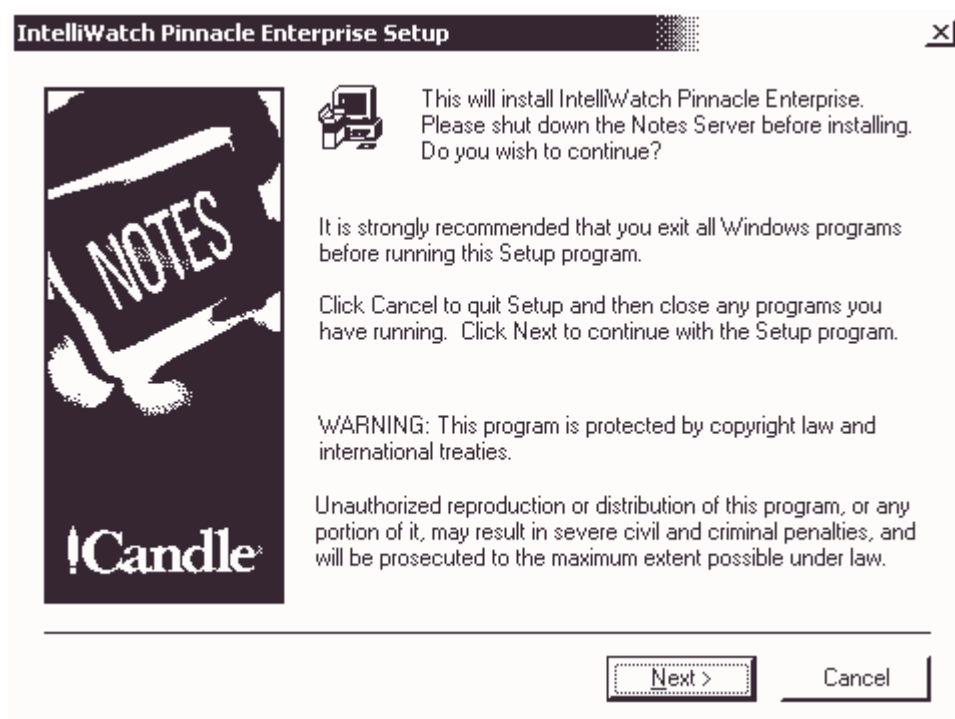 IntelliWatch Pinnacle Enterprise Setup
This will install IntelliWatch Pinnacle Enterprise.
Please shut down the Notes Server before installing.
Do you wish to continue?
NOTES
It is strongly recommended that you exit all Windows programs
before running this Setup program.
Click Cancel to quit Setup and then close any programs you
have running. Click Next to continue with the Setup program.
WARNING: This program is protected by copyright law and
international treaties.
Unauthorized reproduction or distribution of this program, or any
portion of it, may result in severe civil and criminal penalties, and
will be prosecuted to the maximum extent possible under law.
Candle
Next >
Cancel